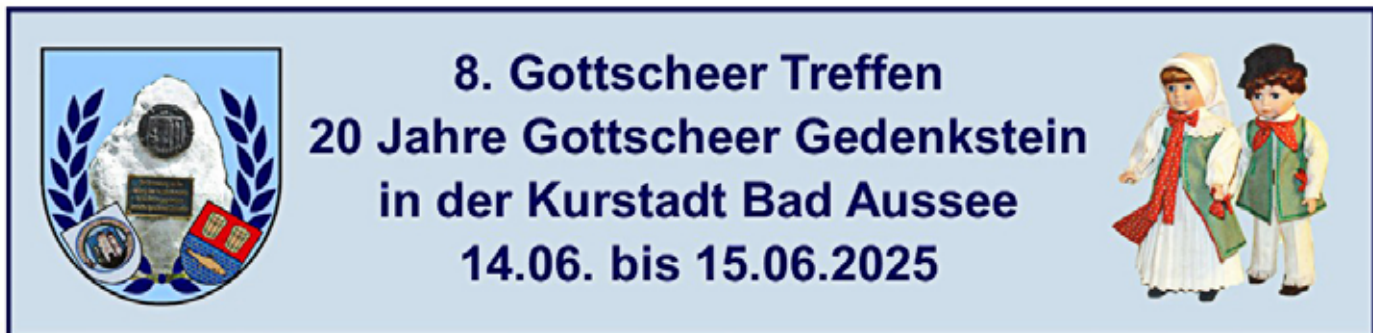 8. Gottscheer Treffen
20 Jahre Gottscheer Gedenkstein
in der Kurstadt Bad Aussee
14.06. bis 15.06.2025